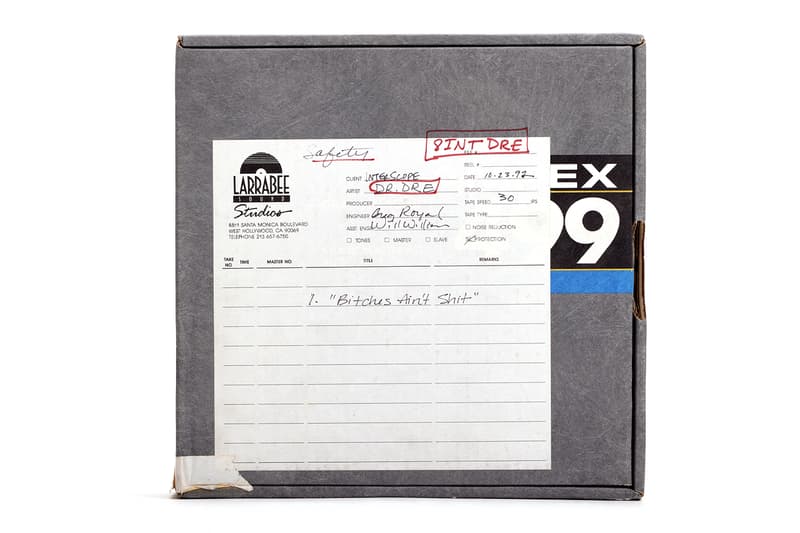 Safety
8INT DRE
LARRABEE
SOUND
Studios
8811 SANTA MONICA BOULEVARD
WEST HOLLYWOOD, CA 90069
TELEPHONE 213 657-6750
CLIENT INTERSCOPE
ARTIST DR. DRE
PRODUCER
ENGINEER Greg Royal
ASST. ENG. Will Williams
TONES MASTER SLAVE
REEL #
DATE 10-23-92
STUDIO
TAPE SPEED 30 IPS
TAPE TYPE
NOISE REDUCTION
PROTECTION
EX
99
TAKE NO TIME MASTER NO TITLE REMARKS
1. "Bitches Ain't Shit"